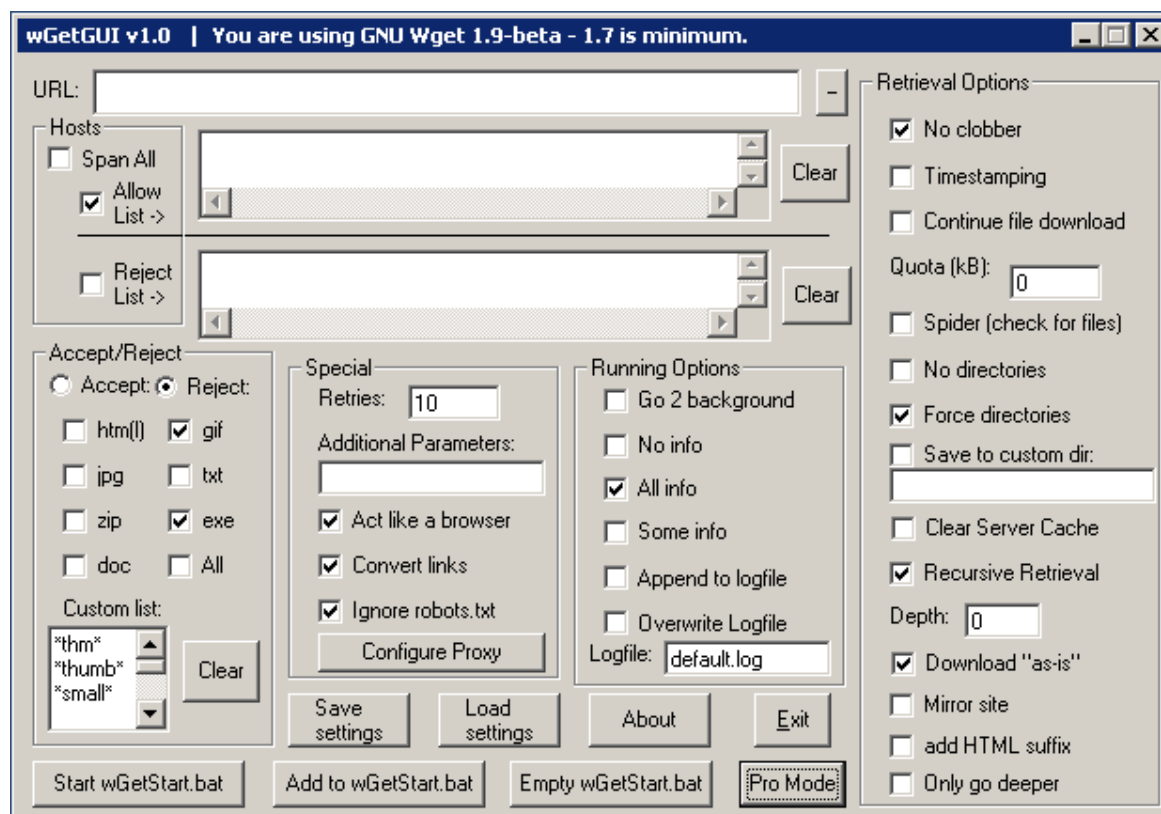 wGetGUI v1.0 | You are using GNU Wget 1.9-beta - 1.7 is minimum.
URL:
-
Hosts
Span All
Allow
List ->
Clear
Reject
List ->
Clear
Accept/Reject
Accept: Reject:
htm(l) gif
jpg txt
zip exe
doc All
Custom list:
*thm*
*thumb*
*small*
Clear
Special
Retries: 10
Additional Parameters:
Act like a browser
Convert links
Ignore robots.txt
Configure Proxy
Running Options
Go 2 background
No info
All info
Some info
Append to logfile
Overwrite Logfile
Logfile: default.log
Save
settings
Load
settings
About
Exit
Start wGetStart.bat
Add to wGetStart.bat
Empty wGetStart.bat
Pro Mode
Retrieval Options
No clobber
Timestamping
Continue file download
Quota (kB): 0
Spider (check for files)
No directories
Force directories
Save to custom dir:
Clear Server Cache
Recursive Retrieval
Depth: 0
Download "as-is"
Mirror site
add HTML suffix
Only go deeper